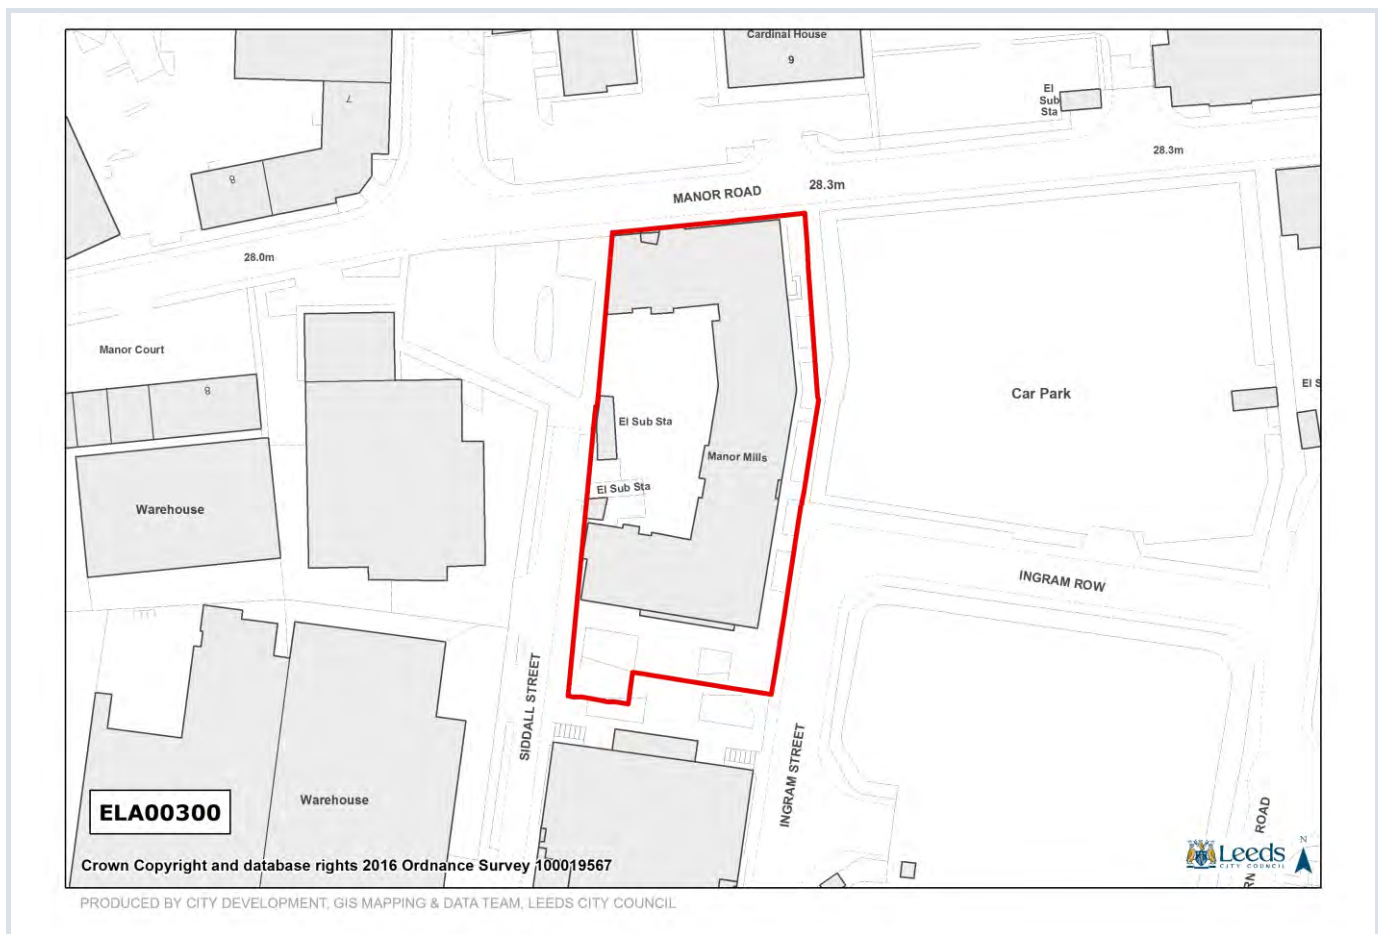 Cardinal House
9
El
Sub
Sta
7
28.3m
8
MANOR ROAD
28.3m
28.0m
Manor Court
8
El S
Car Park
El Sub Sta
Manor Mills
El Sub Sta
Warehouse
INGRAM ROW
SIDDALL STREET
INGRAM STREET
Warehouse
ELA00300
RN ROAD
Leeds
CITY COUNCIL
N
Crown Copyright and database rights 2016 Ordnance Survey 100019567
PRODUCED BY CITY DEVELOPMENT, GIS MAPPING & DATA TEAM, LEEDS CITY COUNCIL